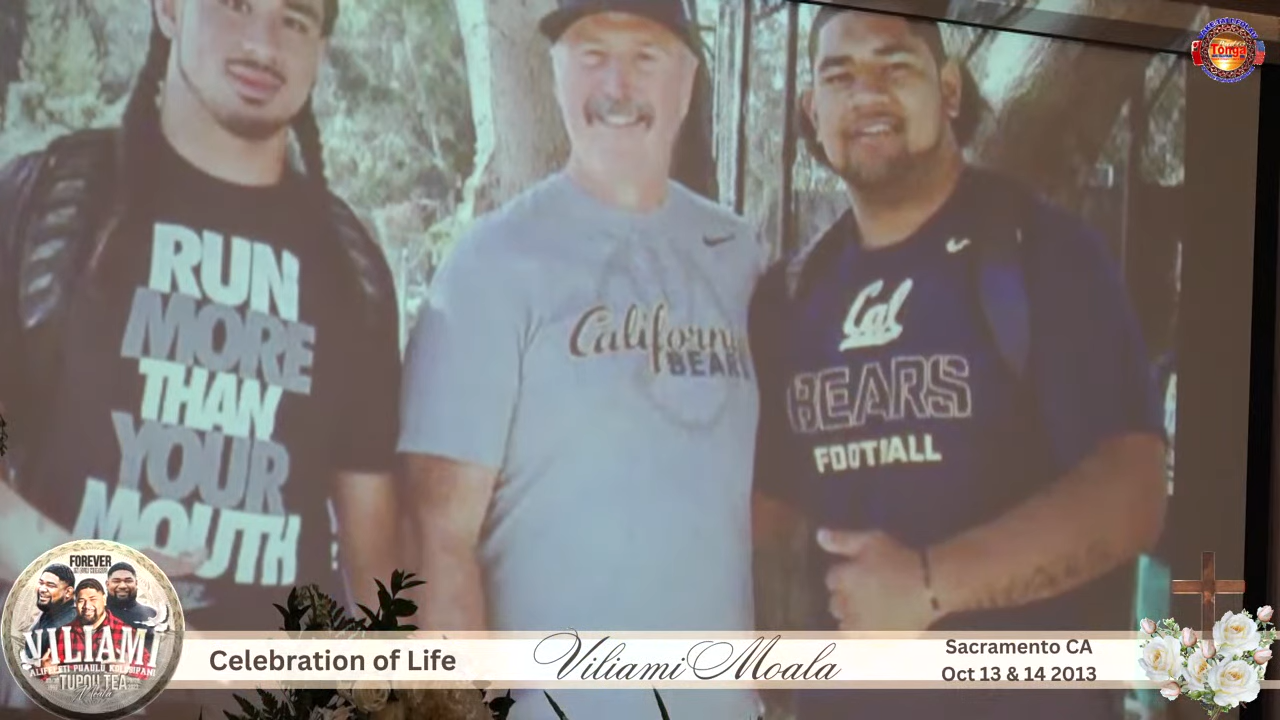 Tonga
RUN
MORE
THAN
YOUR
MOUTH
California
BEARS
Cal
BEARS
FOOTBALL
FOREVER
VILIAMI
TUPOU TEA
Moala
Celebration of Life
Viliami Moala
Sacramento CA
Oct 13 & 14 2013